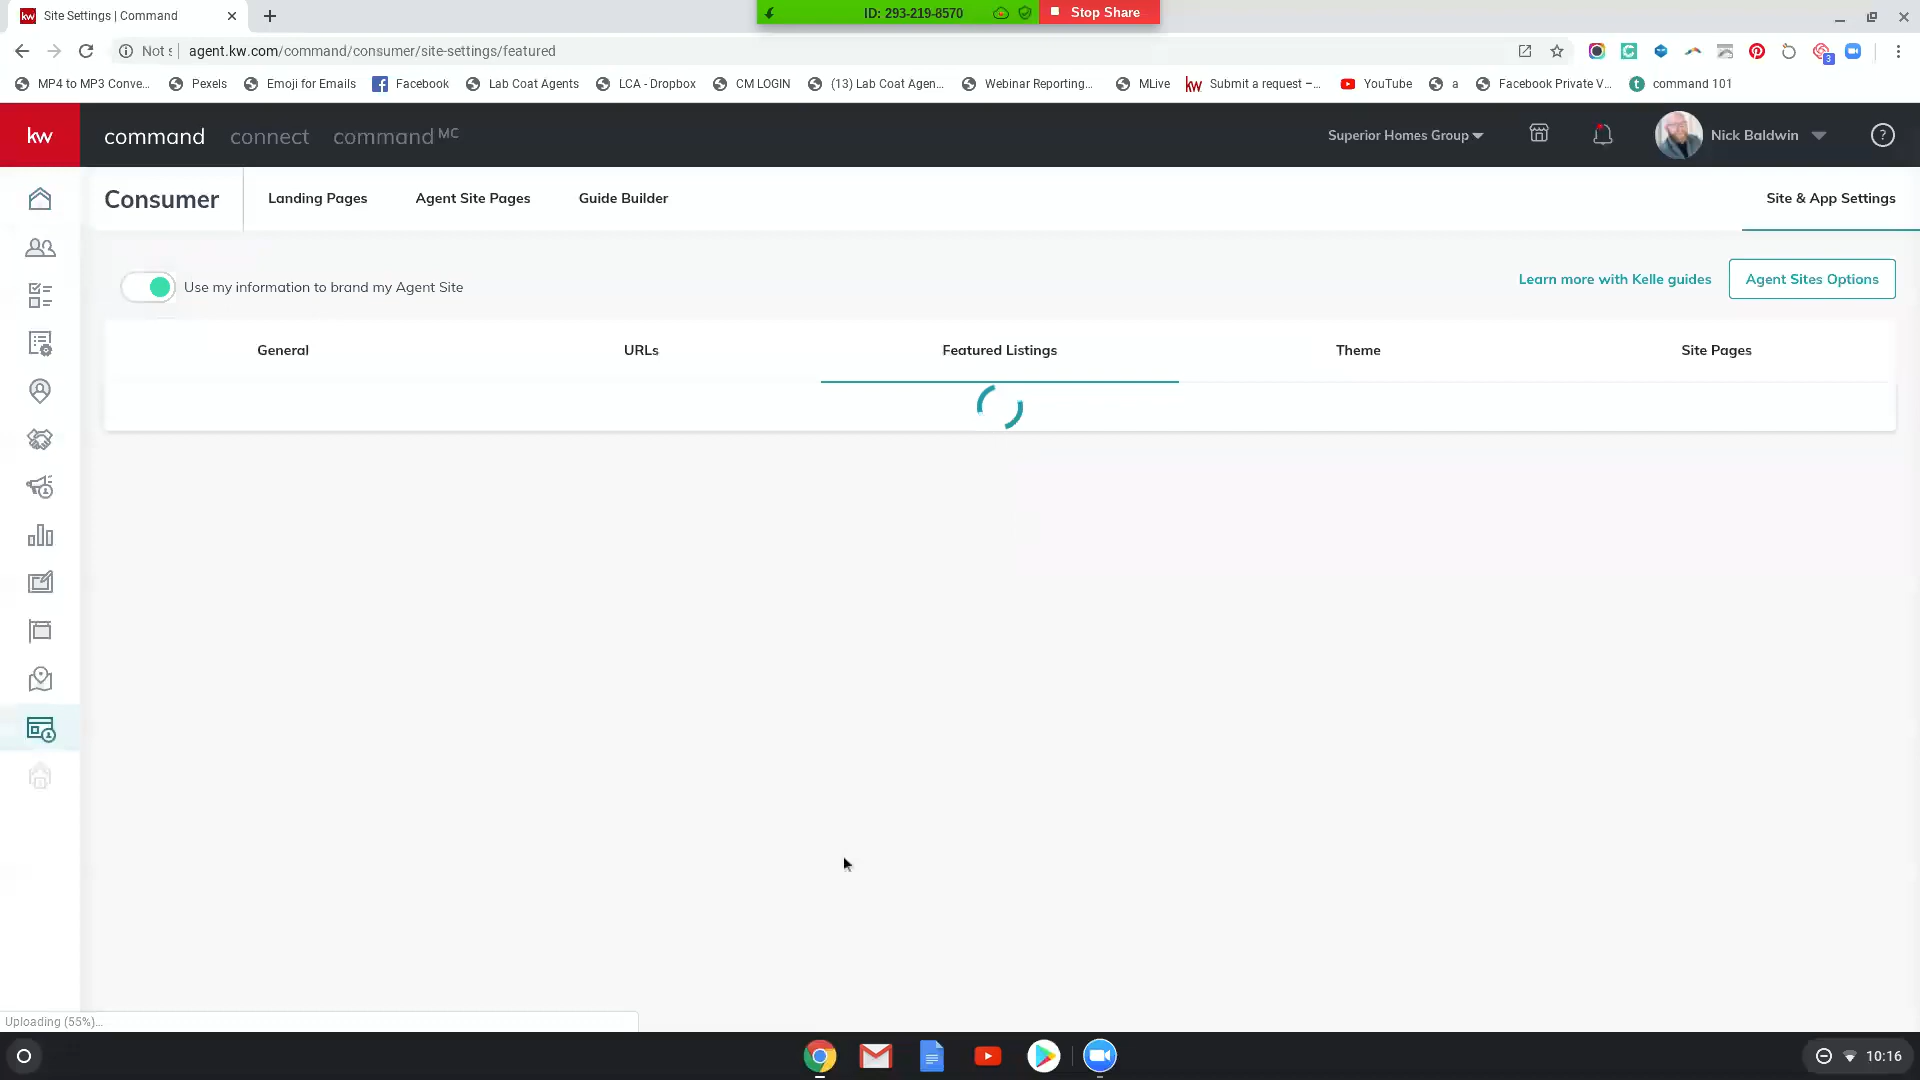 Site Settings | Command
ID: 293-219-8570
Stop Share
Not s
agent.kw.com/command/consumer/site-settings/featured
3
MP4 to MP3 Conve...
Pexels
Emoji for Emails
Facebook
Lab Coat Agents
LCA - Dropbox
CM LOGIN
(13) Lab Coat Agen...
Webinar Reporting...
MLive
kw
Submit a request –...
YouTube
a
Facebook Private V...
t
command 101
kw
command
connect
command MC
Superior Homes Group
Nick Baldwin
?
Consumer
Landing Pages
Agent Site Pages
Guide Builder
Site & App Settings
Use my information to brand my Agent Site
Learn more with Kelle guides
Agent Sites Options
General
URLs
Featured Listings
Theme
Site Pages
Uploading (55%)...
10:16